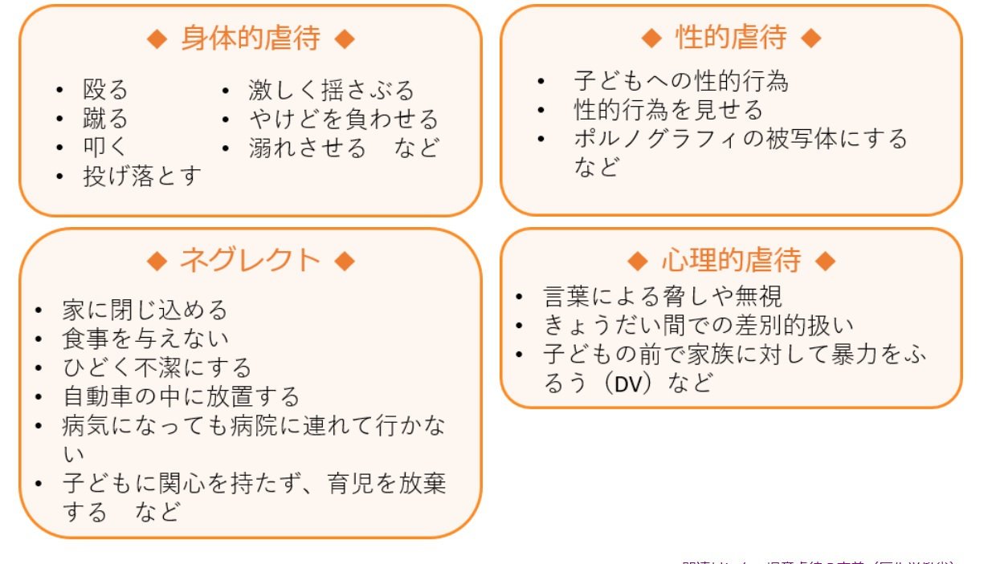 ◆ 身体的虐待 ◆
• 殴る
• 蹴る
• 叩く
• 投げ落とす
• 激しく揺さぶる
• やけどを負わせる
• 溺れさせる　など
◆ 性的虐待 ◆
• 子どもへの性的行為
• 性的行為を見せる
• ポルノグラフィの被写体にする
など
◆ ネグレクト ◆
• 家に閉じ込める
• 食事を与えない
• ひどく不潔にする
• 自動車の中に放置する
• 病気になっても病院に連れて行かな
い
• 子どもに関心を持たず、育児を放棄
する　など
◆ 心理的虐待 ◆
• 言葉による脅しや無視
• きょうだい間での差別的扱い
• 子どもの前で家族に対して暴力をふ
るう（DV）など